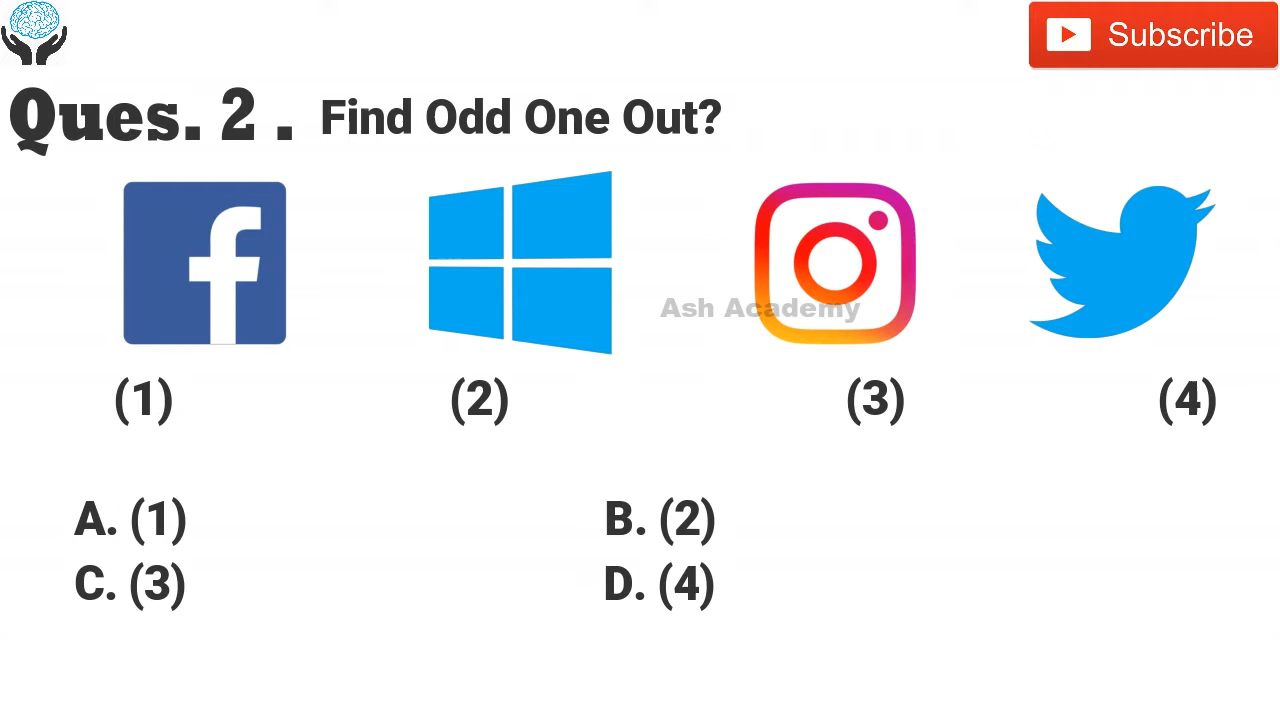 Subscribe
Ques. 2 . Find Odd One Out?
Ash Academy
(1) (2) (3) (4)
A. (1) B. (2)
C. (3) D. (4)